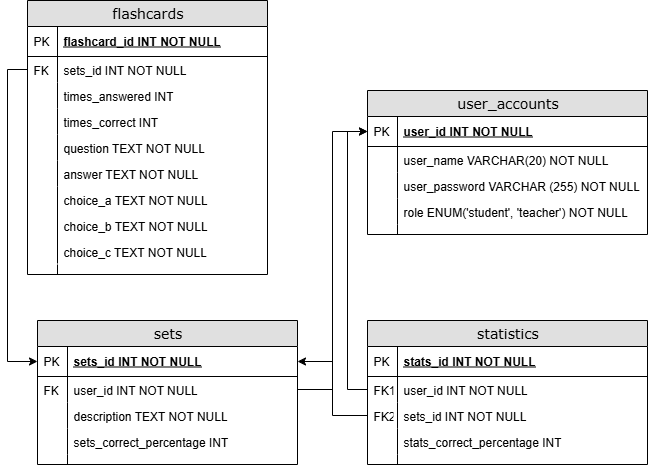 flashcards
PK flashcard_id INT NOT NULL
FK sets_id INT NOT NULL
times_answered INT
times_correct INT
question TEXT NOT NULL
answer TEXT NOT NULL
choice_a TEXT NOT NULL
choice_b TEXT NOT NULL
choice_c TEXT NOT NULL
user_accounts
PK user_id INT NOT NULL
user_name VARCHAR(20) NOT NULL
user_password VARCHAR (255) NOT NULL
role ENUM('student', 'teacher') NOT NULL
sets
PK sets_id INT NOT NULL
FK user_id INT NOT NULL
description TEXT NOT NULL
sets_correct_percentage INT
statistics
PK stats_id INT NOT NULL
FK1 user_id INT NOT NULL
FK2 sets_id INT NOT NULL
stats_correct_percentage INT